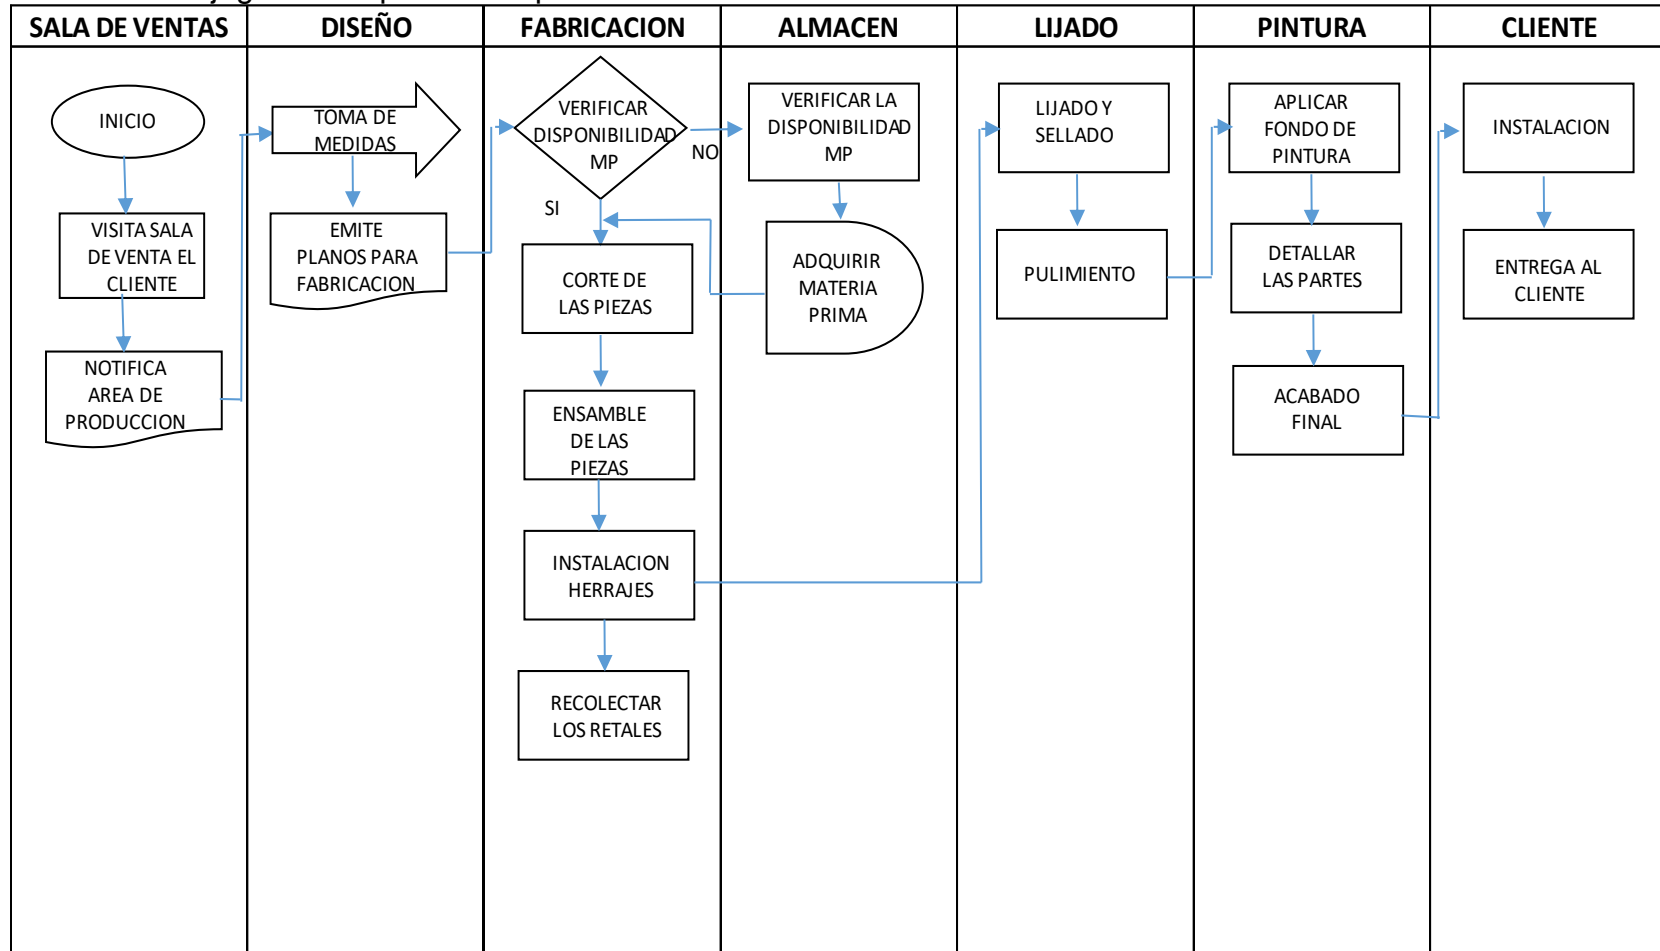 SALA DE VENTAS
DISEÑO
FABRICACION
ALMACEN
LIJADO
PINTURA
CLIENTE
INICIO
VISITA SALA
DE VENTA EL
CLIENTE
NOTIFICA
AREA DE
PRODUCCION
TOMA DE
MEDIDAS
EMITE
PLANOS PARA
FABRICACION
VERIFICAR
DISPONIBILIDAD
MP
NO
SI
CORTE DE
LAS PIEZAS
ENSAMBLE
DE LAS
PIEZAS
INSTALACION
HERRAJES
RECOLECTAR
LOS RETALES
VERIFICAR LA
DISPONIBILIDAD
MP
ADQUIRIR
MATERIA
PRIMA
LIJADO Y
SELLADO
PULIMIENTO
APLICAR
FONDO DE
PINTURA
DETALLAR
LAS PARTES
ACABADO
FINAL
INSTALACION
ENTREGA AL
CLIENTE